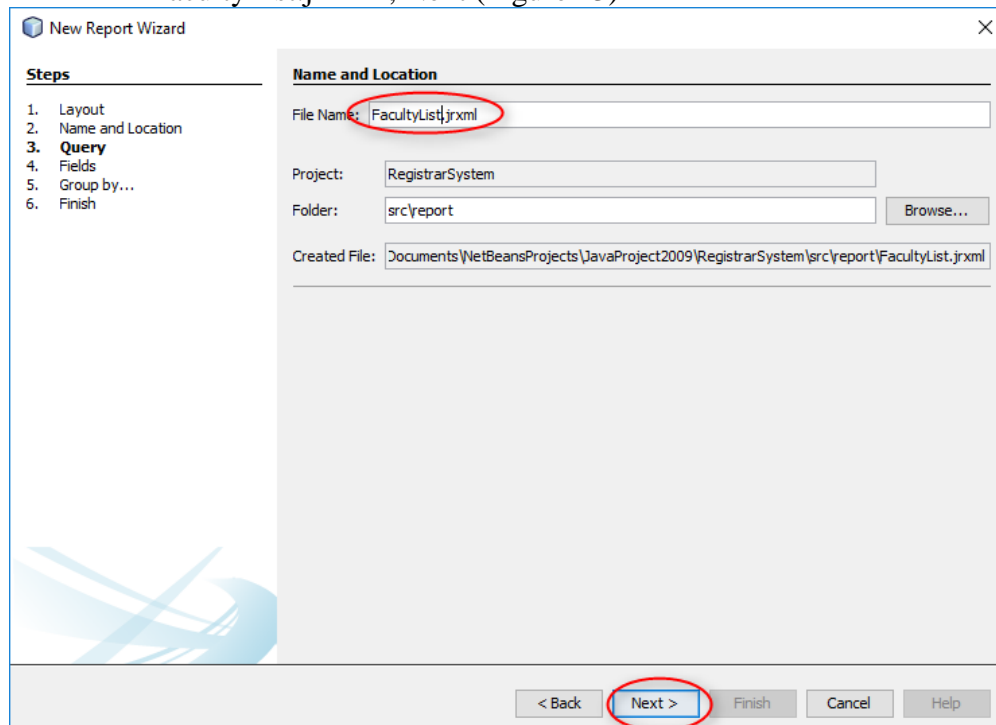 New Report Wizard
Steps
1. Layout
2. Name and Location
3. Query
4. Fields
5. Group by...
6. Finish
Name and Location
File Name: FacultyList.jrxml
Project: RegistrarSystem
Folder: src\report Browse...
Created File: Documents\NetBeansProjects\JavaProject2009\RegistrarSystem\src\report\FacultyList.jrxml
< Back Next > Finish Cancel Help